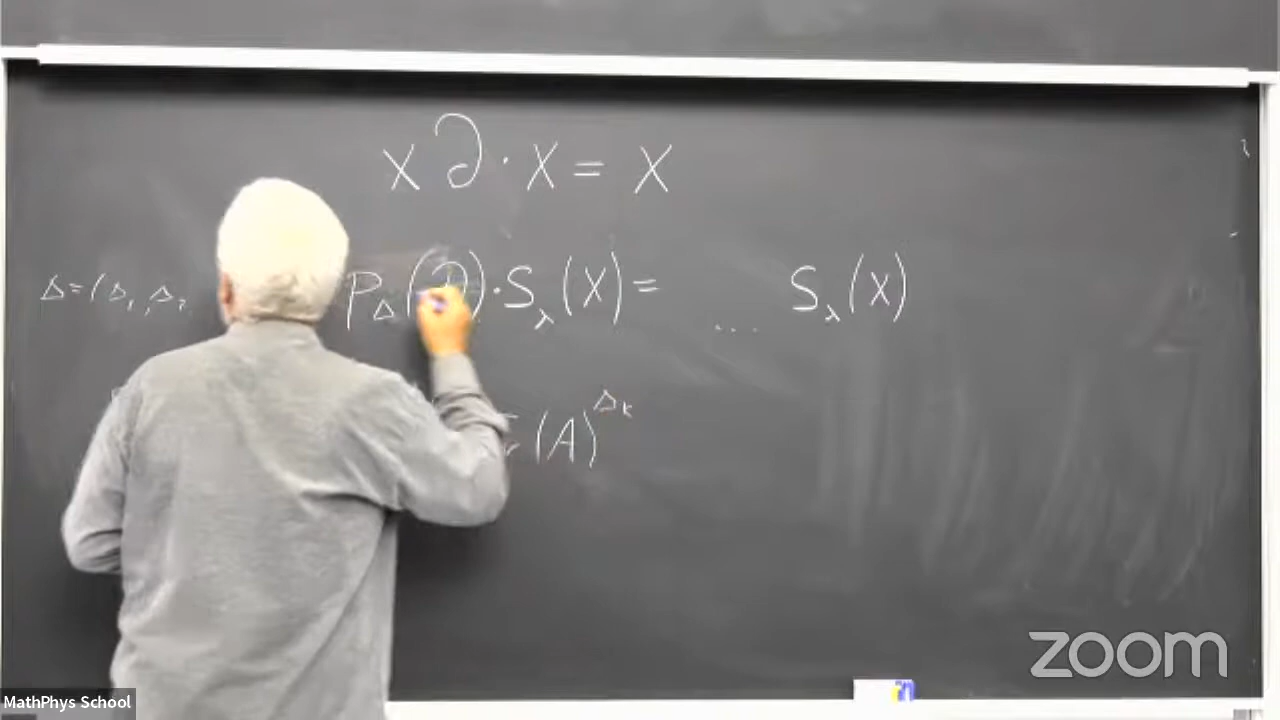 X ∂ · X = X
Δ = (Δ₁, Δ₂ P_Δ(∂) · S_λ(X) = ... S_λ(X)
(A)^{Δ_k}
zoom
MathPhys School